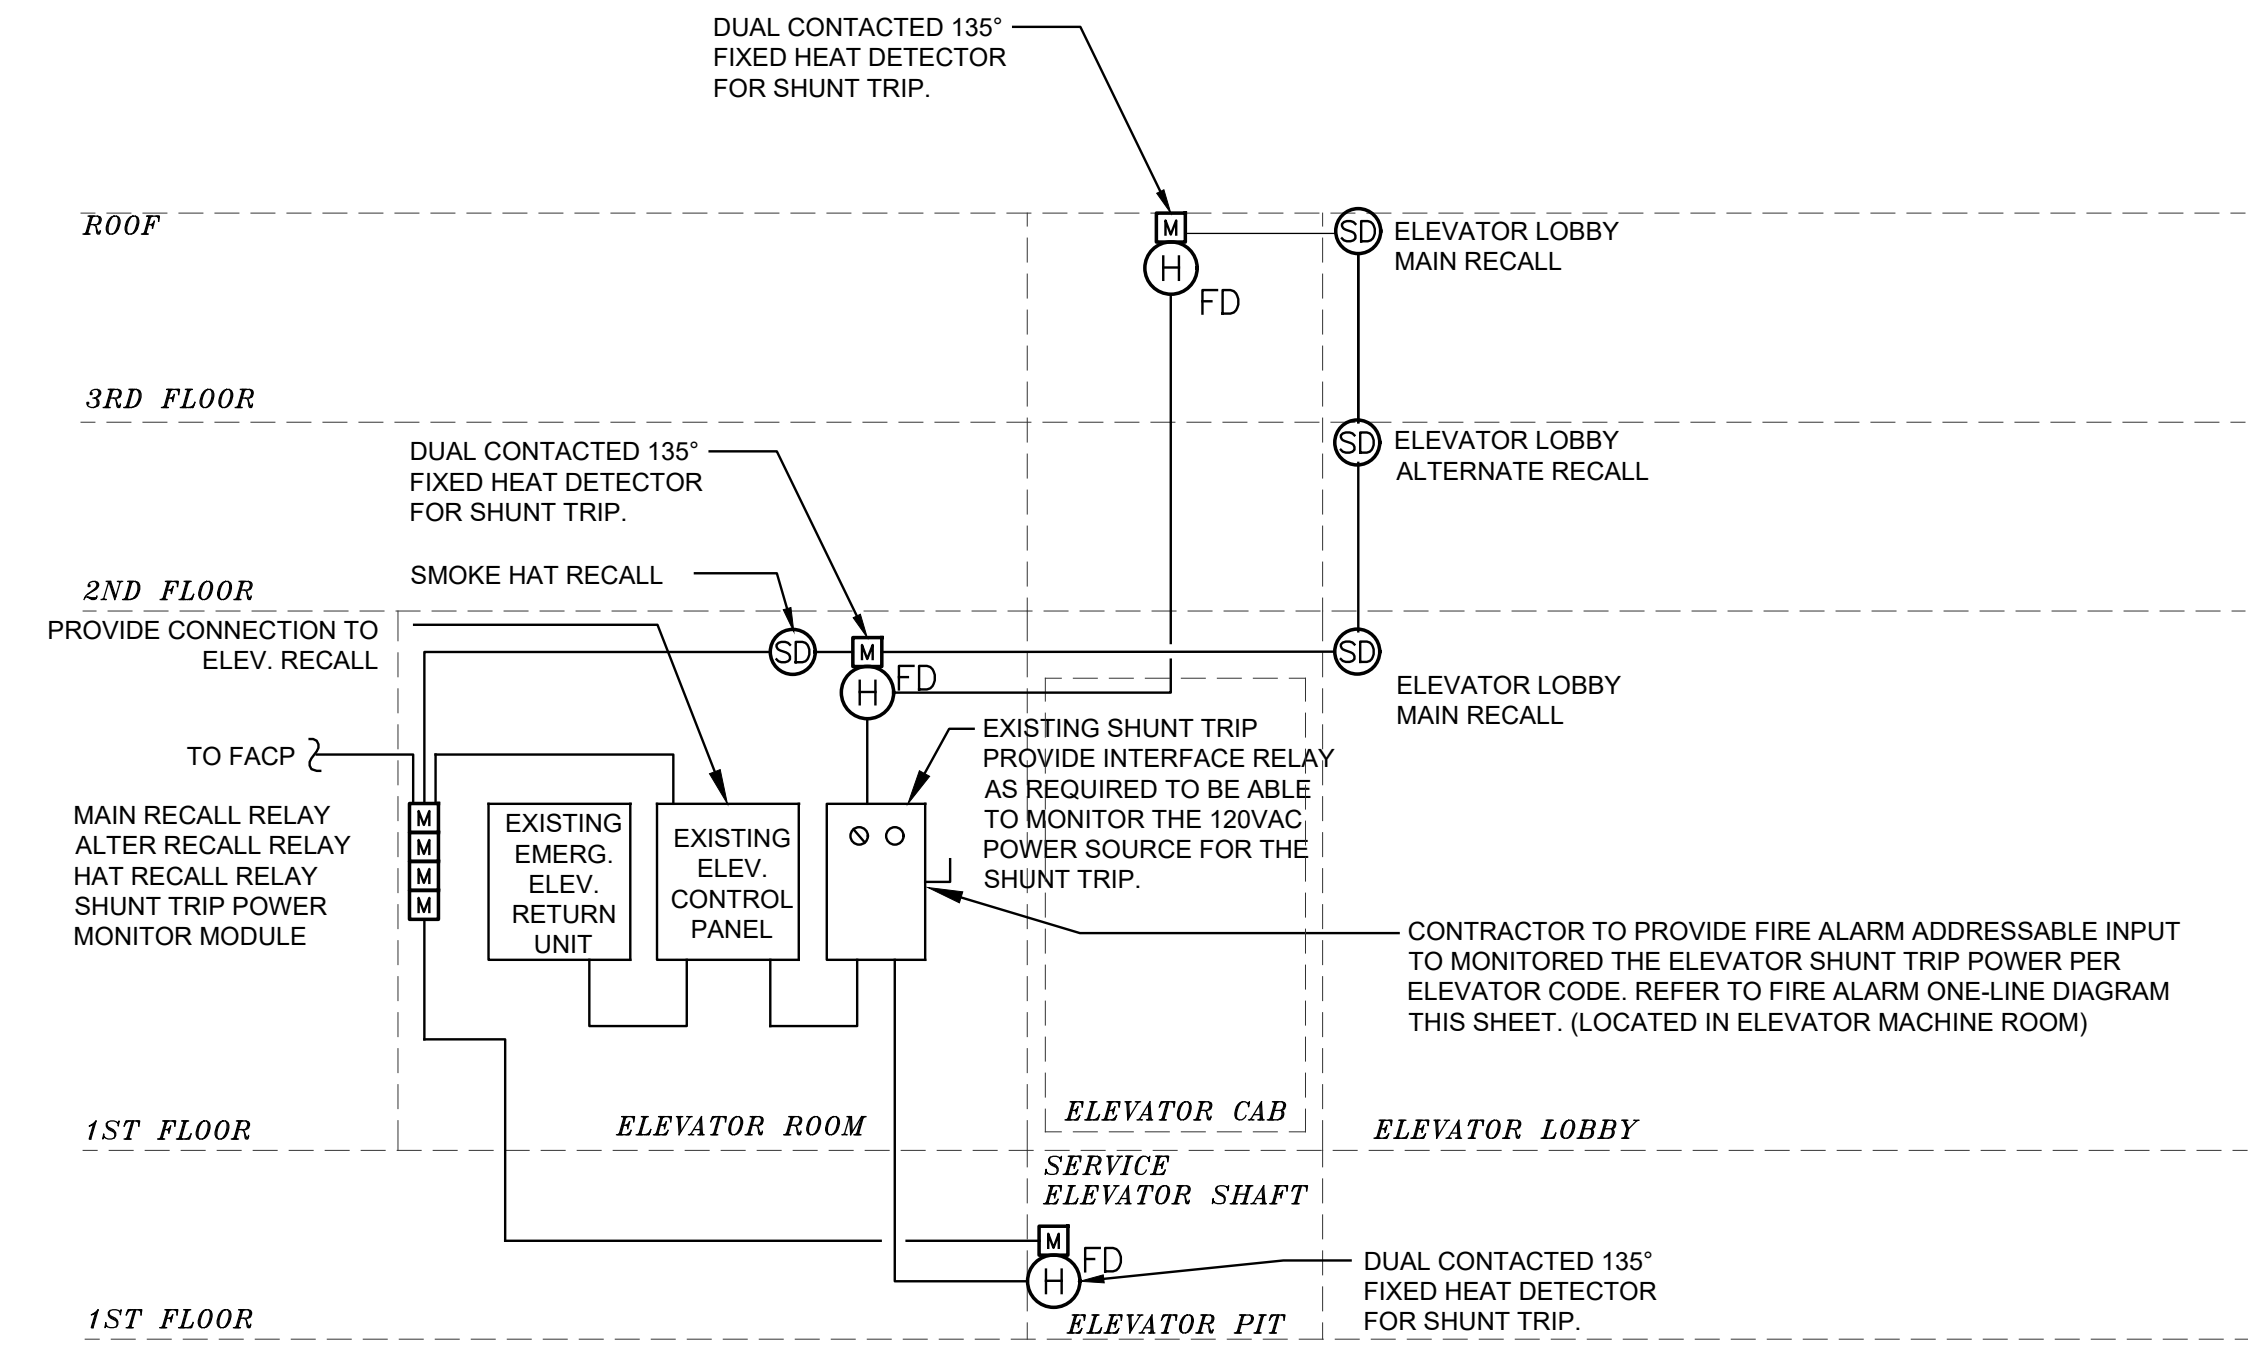 DUAL CONTACTED 135°
FIXED HEAT DETECTOR
FOR SHUNT TRIP.
ROOF
M
H
FD
SD
ELEVATOR LOBBY
MAIN RECALL
3RD FLOOR
SD
ELEVATOR LOBBY
ALTERNATE RECALL
DUAL CONTACTED 135°
FIXED HEAT DETECTOR
FOR SHUNT TRIP.
SMOKE HAT RECALL
2ND FLOOR
PROVIDE CONNECTION TO
ELEV. RECALL
SD
M
H
FD
SD
ELEVATOR LOBBY
MAIN RECALL
TO FACP
MAIN RECALL RELAY
ALTER RECALL RELAY
HAT RECALL RELAY
SHUNT TRIP POWER
MONITOR MODULE
M
M
M
M
EXISTING
EMERG.
ELEV.
RETURN
UNIT
EXISTING
ELEV.
CONTROL
PANEL
EXISTING SHUNT TRIP
PROVIDE INTERFACE RELAY
AS REQUIRED TO BE ABLE
TO MONITOR THE 120VAC
POWER SOURCE FOR THE
SHUNT TRIP.
CONTRACTOR TO PROVIDE FIRE ALARM ADDRESSABLE INPUT
TO MONITORED THE ELEVATOR SHUNT TRIP POWER PER
ELEVATOR CODE. REFER TO FIRE ALARM ONE-LINE DIAGRAM
THIS SHEET. (LOCATED IN ELEVATOR MACHINE ROOM)
1ST FLOOR
ELEVATOR ROOM
ELEVATOR CAB
ELEVATOR LOBBY
SERVICE
ELEVATOR SHAFT
M
H
FD
DUAL CONTACTED 135°
FIXED HEAT DETECTOR
FOR SHUNT TRIP.
1ST FLOOR
ELEVATOR PIT